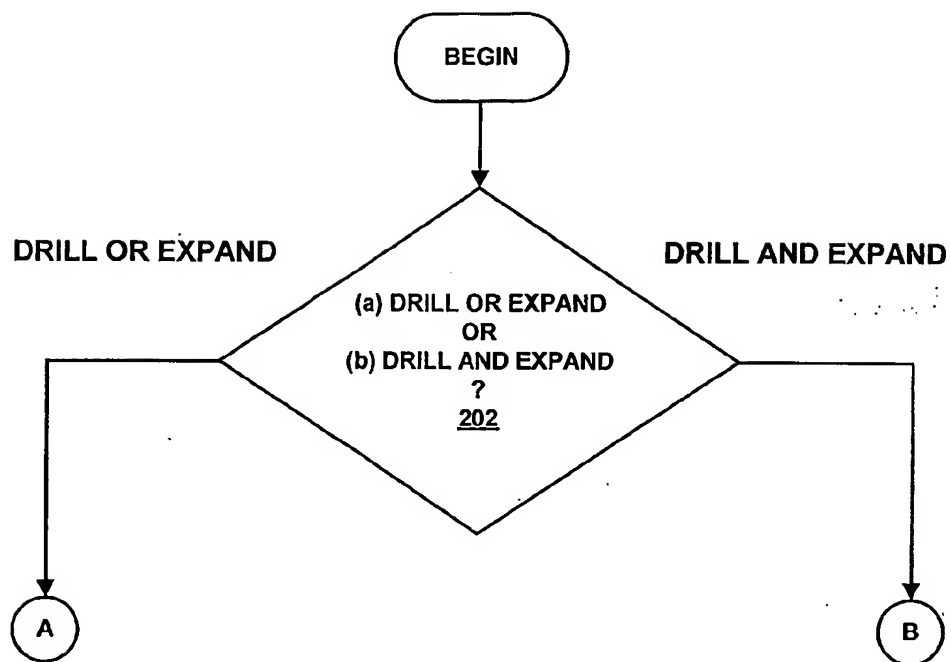 BEGIN
DRILL OR EXPAND
DRILL AND EXPAND
(a) DRILL OR EXPAND
OR
(b) DRILL AND EXPAND
?
202
A
B